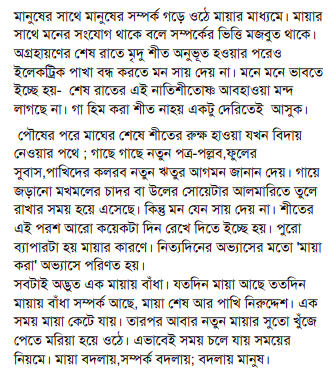 মানুষের সাথে মানুষের সম্পর্ক গড়ে ওঠে মায়ার মাধ্যমে। মায়ার
সাথে মনের সংযোগ থাকে বলে সম্পর্কের ভিত্তি মজবুত থাকে।
অগ্রহায়ণের শেষ রাতে মৃদু শীত অনুভূত হওয়ার পরেও
ইলেকট্রিক পাখা বন্ধ করতে মন সায় দেয় না। মনে মনে ভাবতে
ইচ্ছে হয়- শেষ রাতের এই নাতিশীতোষ্ণ আবহাওয়া মন্দ
লাগছে না। গা হিম করা শীত নাহয় একটু দেরিতেই আসুক।
পৌষের পরে মাঘের শেষে শীতের রুক্ষ হাওয়া যখন বিদায়
নেওয়ার পথে ; গাছে গাছে নতুন পত্র-পল্লব,ফুলের
সুবাস,পাখিদের কলরব নতুন ঋতুর আগমন জানান দেয়। গায়ে
জড়ানো মখমলের চাদর বা উলের সোয়েটার আলমারিতে তুলে
রাখার সময় হয়ে এসেছে। কিন্তু মন যেন সায় দেয় না। শীতের
এই পরশ আরো কয়েকটা দিন রেখে দিতে ইচ্ছে হয়। পুরো
ব্যাপারটা হয় মায়ার কারণে। নিত্যদিনের অভ্যাসের মতো 'মায়া
করা' অভ্যাসে পরিণত হয়।
সবটাই অদ্ভুত এক মায়ায় বাঁধা। যতদিন মায়া আছে ততদিন
মায়ায় বাঁধা সম্পর্ক আছে, মায়া শেষ আর পাখি নিরুদ্দেশ। এক
সময় মায়া কেটে যায়। তারপর আবার নতুন মায়ার সুতো খুঁজে
পেতে মরিয়া হয়ে ওঠে। এভাবেই সময় চলে যায় সময়ের
নিয়মে। মায়া বদলায়,সম্পর্ক বদলায়; বদলায় মানুষ।